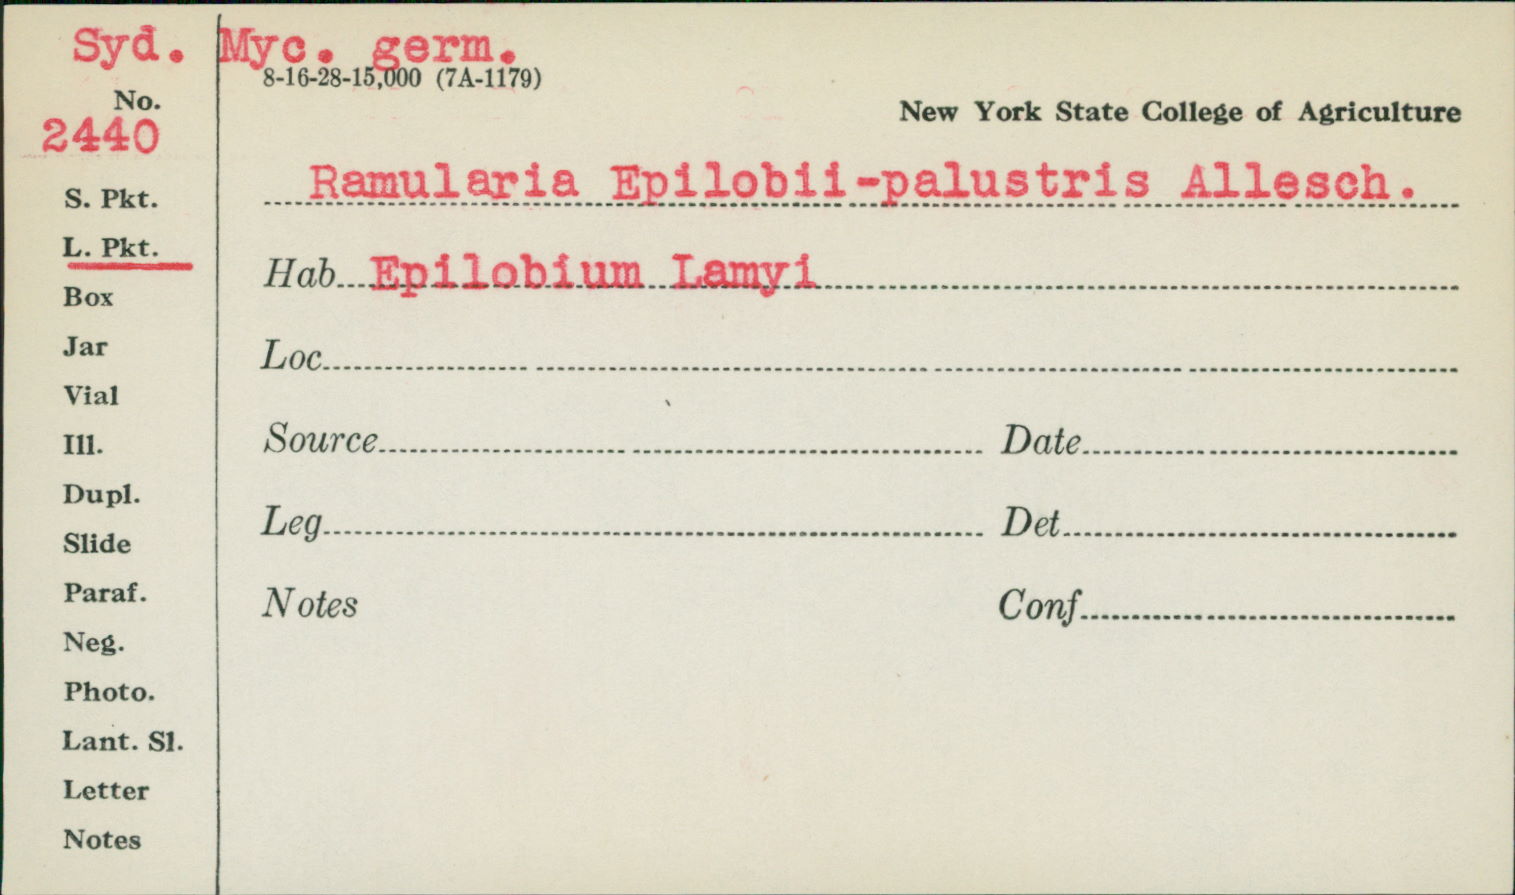 Syd. Myc. germ.
8-16-28-15,000 (7A-1179)
No.
2440
New York State College of Agriculture
Ramularia Epilobii-palustris Allesch.
S. Pkt.
L. Pkt.
Hab. Epilobium Lamyi
Box
Jar
Loc.
Vial
Ill.
Source
Date
Dupl.
Slide
Leg
Det
Paraf.
Notes
Conf
Neg.
Photo.
Lant. Sl.
Letter
Notes